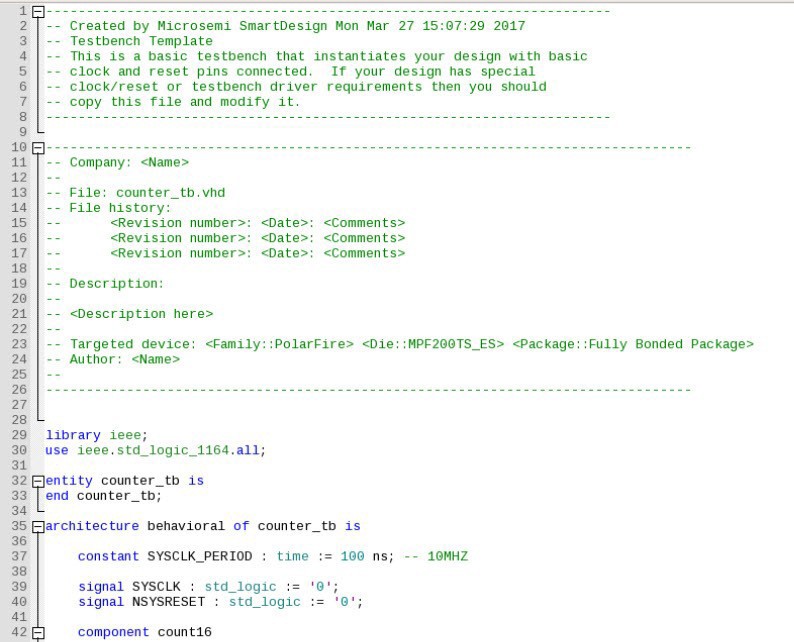 1 ----------------------------------------------------------------------
2 -- Created by Microsemi SmartDesign Mon Mar 27 15:07:29 2017
3 -- Testbench Template
4 -- This is a basic testbench that instantiates your design with basic
5 -- clock and reset pins connected.  If your design has special
6 -- clock/reset or testbench driver requirements then you should
7 -- copy this file and modify it.
8 ----------------------------------------------------------------------
9
10 --------------------------------------------------------------------------------
11 -- Company: <Name>
12 --
13 -- File: counter_tb.vhd
14 -- File history:
15 --      <Revision number>: <Date>: <Comments>
16 --      <Revision number>: <Date>: <Comments>
17 --      <Revision number>: <Date>: <Comments>
18 --
19 -- Description:
20 --
21 -- <Description here>
22 --
23 -- Targeted device: <Family::PolarFire> <Die::MPF200TS_ES> <Package::Fully Bonded Package>
24 -- Author: <Name>
25 --
26 --------------------------------------------------------------------------------
27
28
29 library ieee;
30 use ieee.std_logic_1164.all;
31
32 entity counter_tb is
33 end counter_tb;
34
35 architecture behavioral of counter_tb is
36
37     constant SYSCLK_PERIOD : time := 100 ns; -- 10MHZ
38
39     signal SYSCLK : std_logic := '0';
40     signal NSYSRESET : std_logic := '0';
41
42     component count16